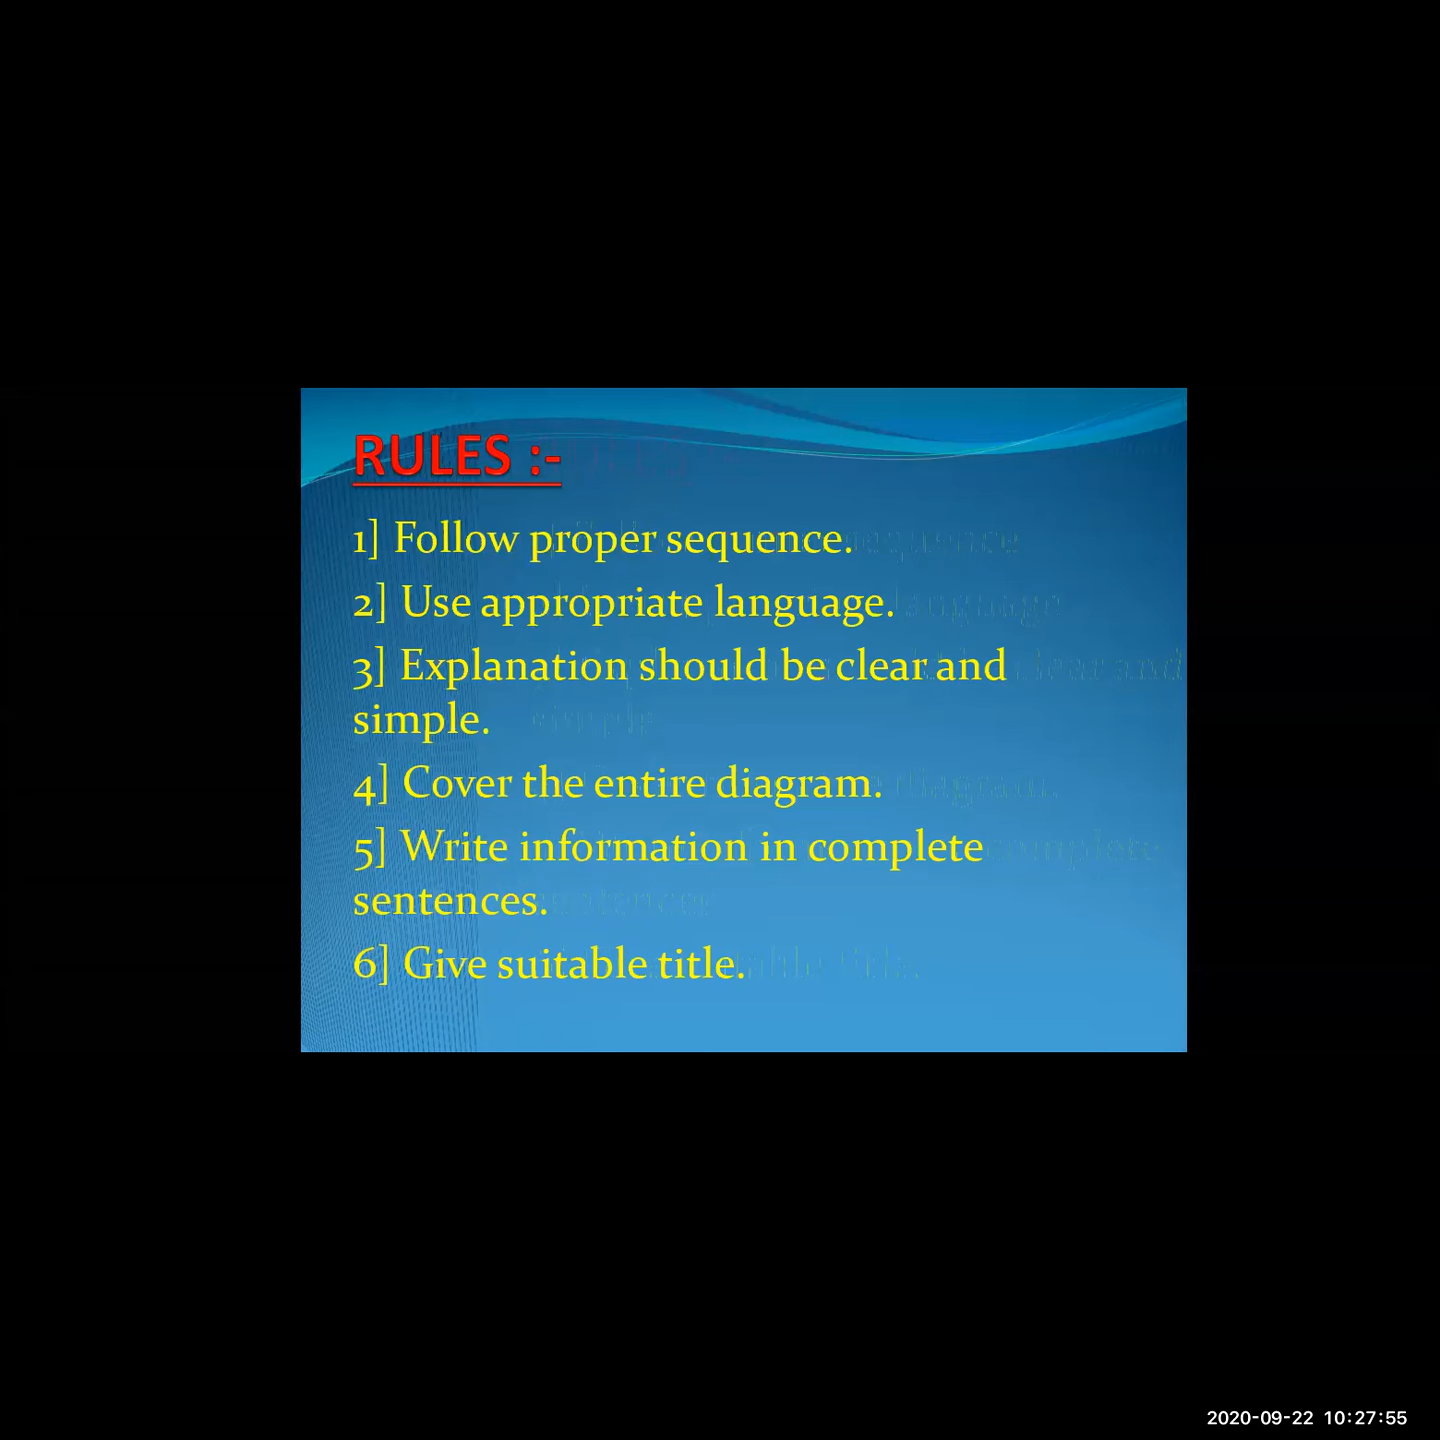 RULES :-
1] Follow proper sequence.
2] Use appropriate language.
3] Explanation should be clear and
simple.
4] Cover the entire diagram.
5] Write information in complete
sentences.
6] Give suitable title.
2020-09-22 10:27:55